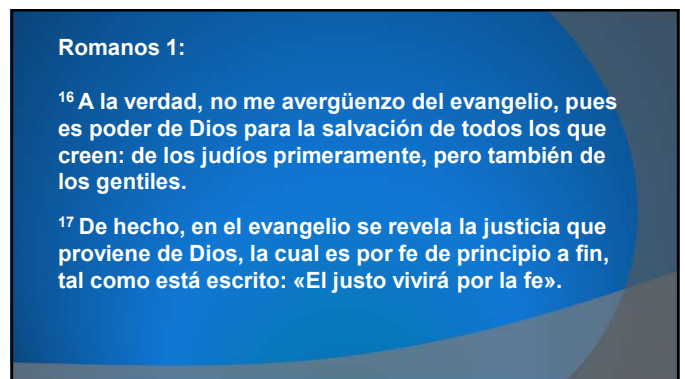 Romanos 1:
16 A la verdad, no me avergüenzo del evangelio, pues
es poder de Dios para la salvación de todos los que
creen: de los judíos primeramente, pero también de
los gentiles.
17 De hecho, en el evangelio se revela la justicia que
proviene de Dios, la cual es por fe de principio a fin,
tal como está escrito: «El justo vivirá por la fe».